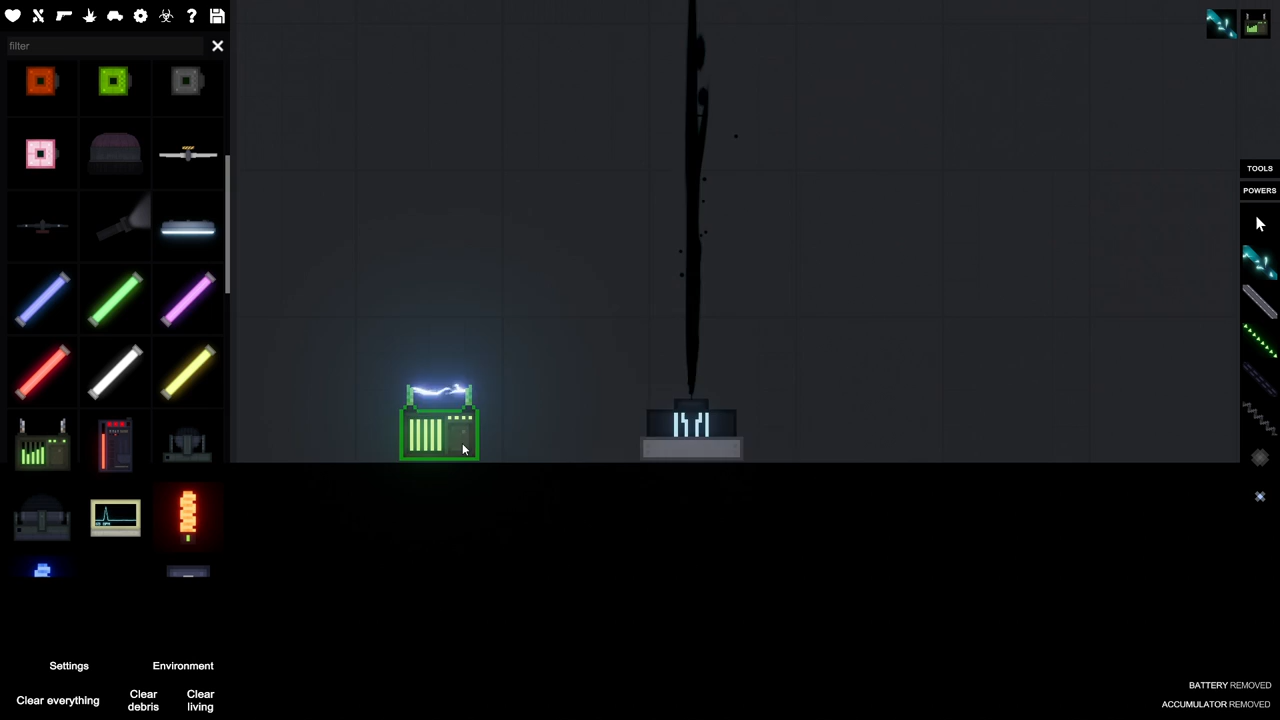 filter
TOOLS
POWERS
Settings
Environment
Clear everything
Clear
debris
Clear
living
BATTERY REMOVED
ACCUMULATOR REMOVED